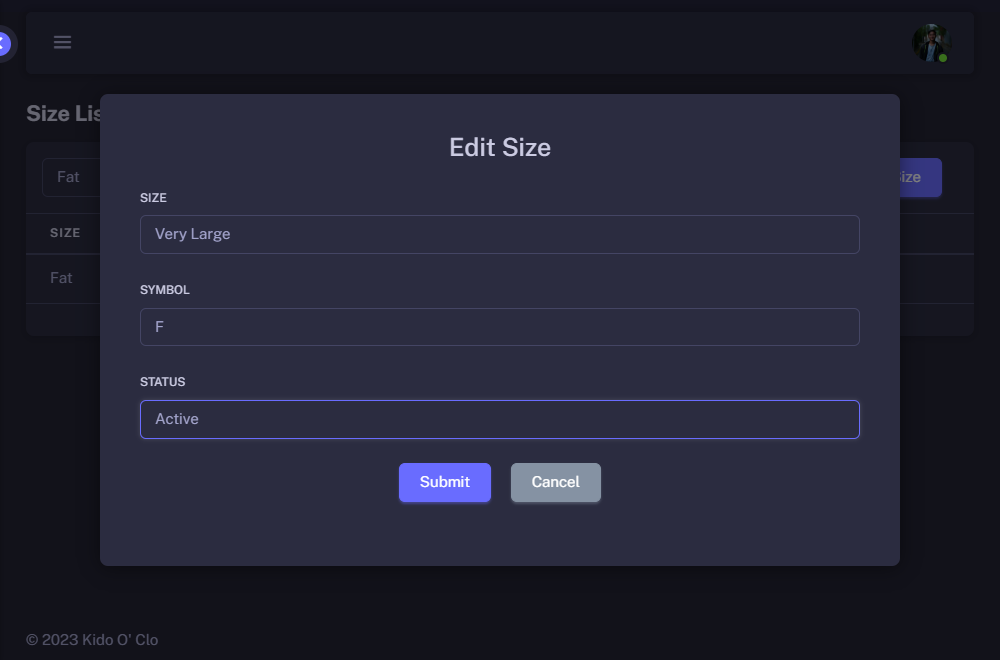 Size Lis
Edit Size
Fat
Size
SIZE
SIZE
Very Large
Fat
SYMBOL
F
STATUS
Active
Submit Cancel
© 2023 Kido O' Clo